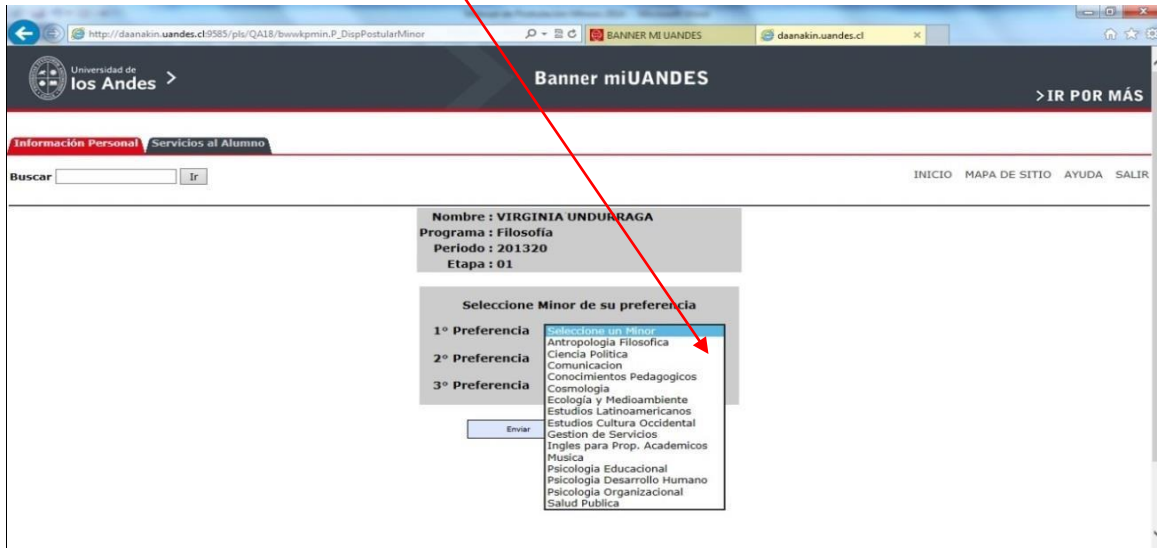 http://daanakin.uandes.cl:9585/pls/QA18/bwwkpmin.P_DispPostularMinor
BANNER MI UANDES
daanakin.uandes.cl
Universidad de
los Andes >
Banner miUANDES
>IR POR MÁS
Información Personal
Servicios al Alumno
Buscar
Ir
INICIO MAPA DE SITIO AYUDA SALIR
Nombre : VIRGINIA UNDURRAGA
Programa : Filosofía
Periodo : 201320
Etapa : 01
Seleccione Minor de su preferencia
1º Preferencia
2º Preferencia
3º Preferencia
Seleccione un Minor
Antropologia Filosofica
Ciencia Politica
Comunicacion
Conocimientos Pedagogicos
Cosmologia
Ecología y Medioambiente
Estudios Latinoamericanos
Estudios Cultura Occidental
Gestion de Servicios
Ingles para Prop. Academicos
Musica
Psicologia Educacional
Psicologia Desarrollo Humano
Psicologia Organizacional
Salud Publica
Enviar